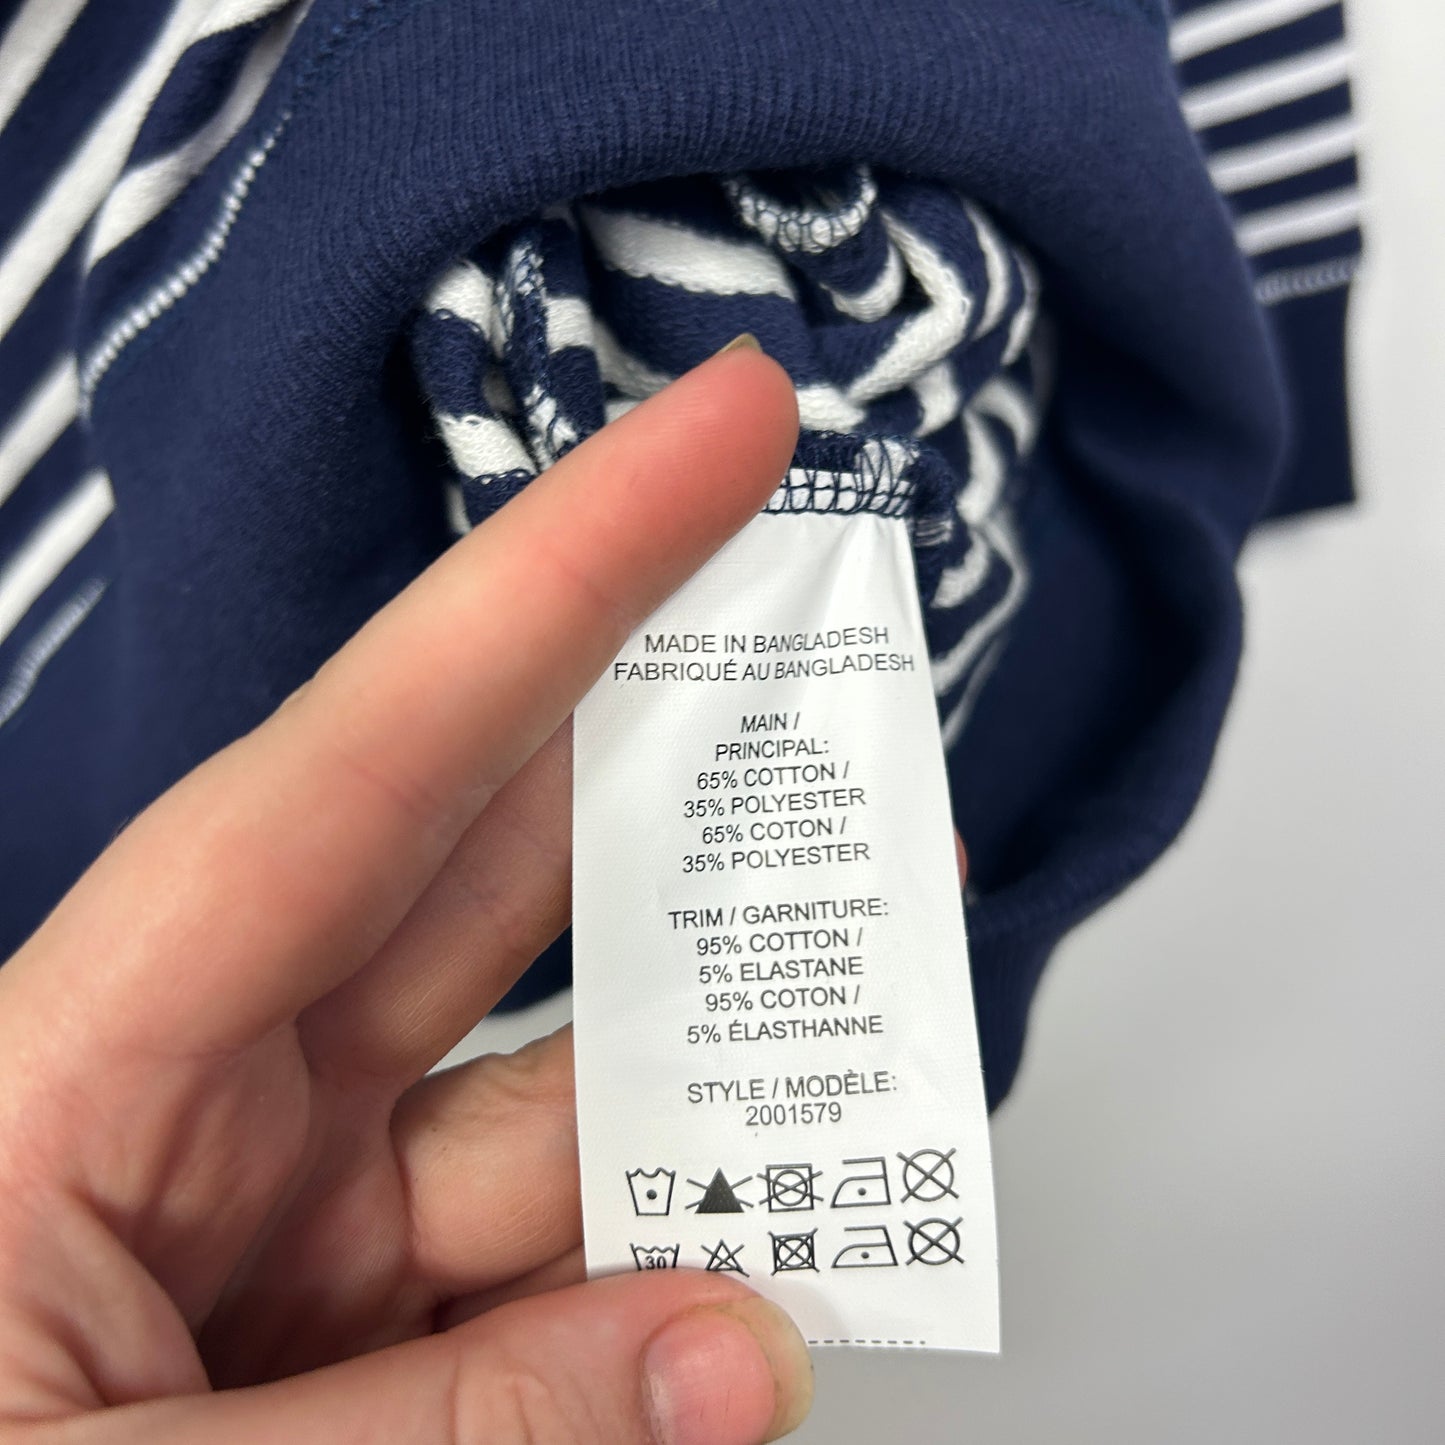 MADE IN BANGLADESH
FABRIQUÉ AU BANGLADESH
MAIN /
PRINCIPAL:
65% COTTON /
35% POLYESTER
65% COTON /
35% POLYESTER
TRIM / GARNITURE:
95% COTTON /
5% ELASTANE
95% COTON /
5% ÉLASTHANNE
STYLE / MODÈLE:
2001579
30